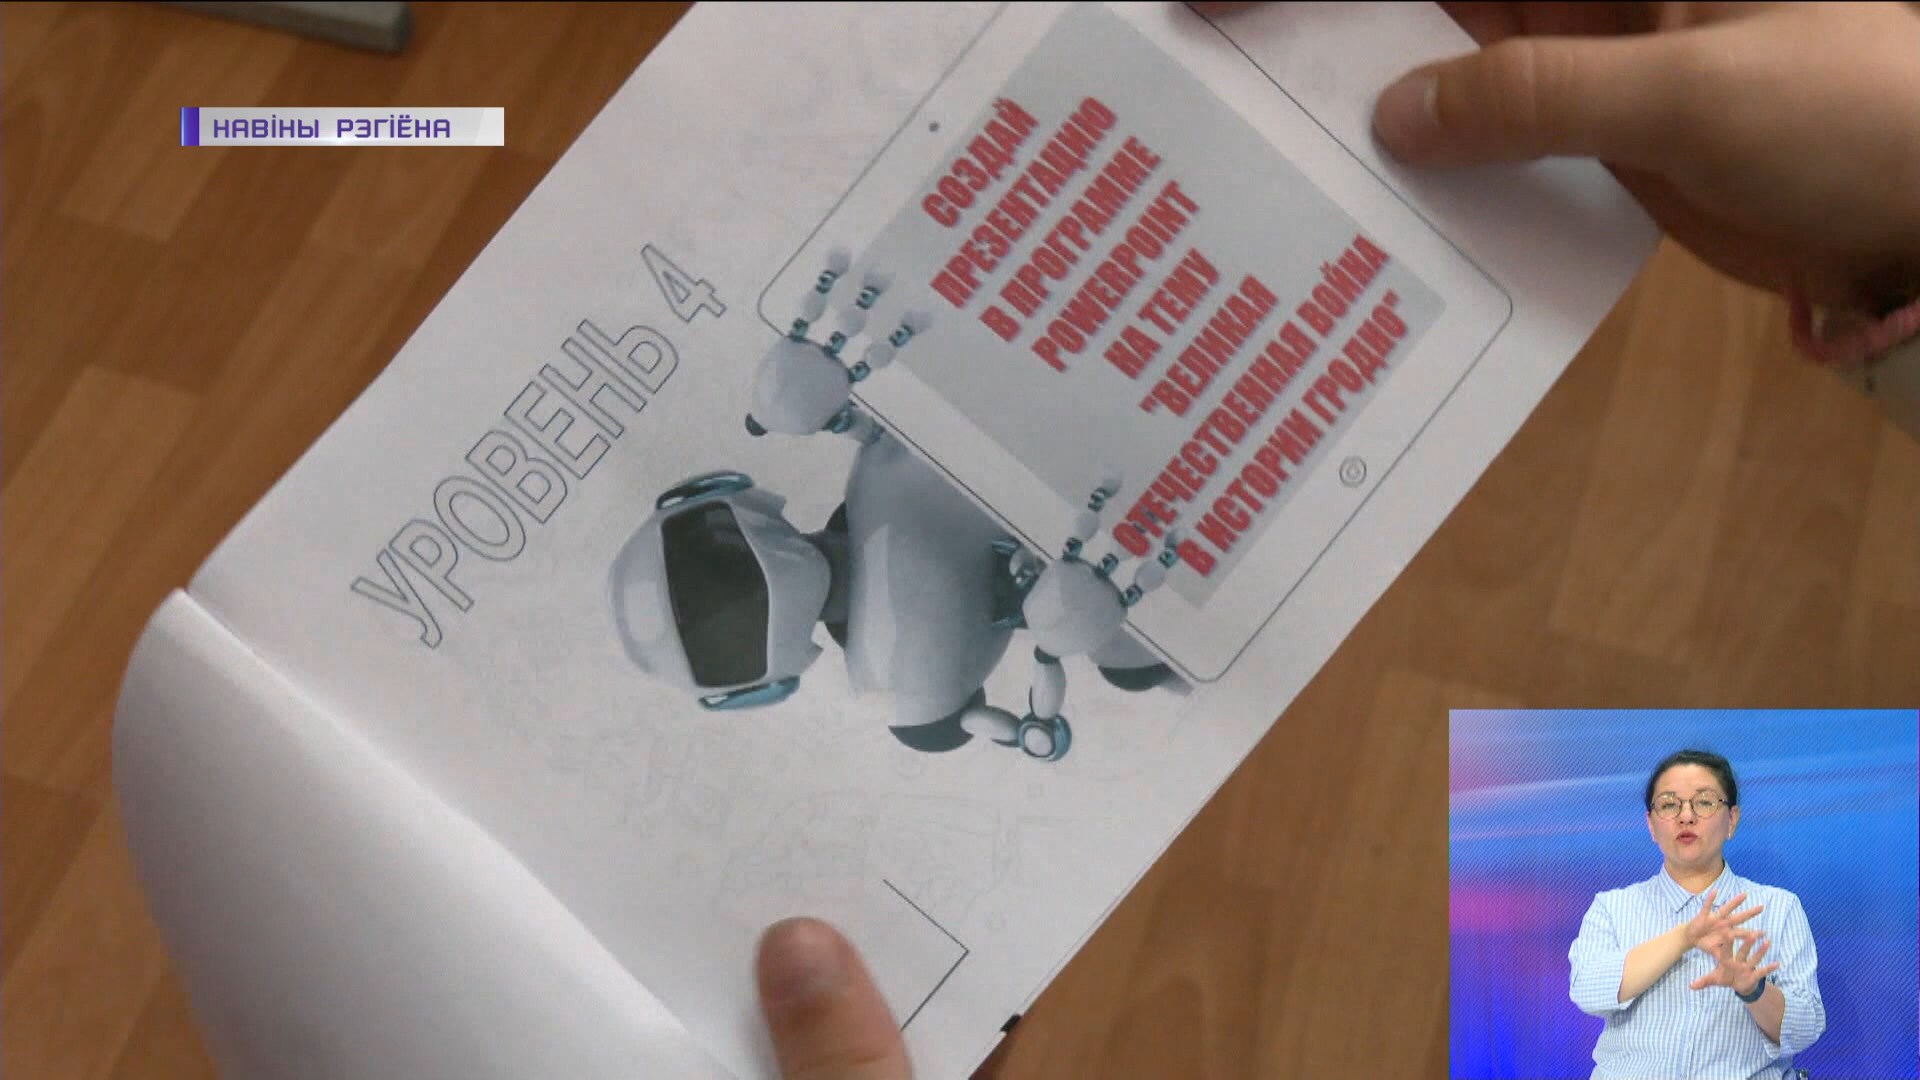 НАВІНЫ РЭГІЁНА
УРОВЕНЬ 4
СОЗДАЙ
ПРЕЗЕНТАЦИЮ
В ПРОГРАММЕ
POWERPOINT
НА ТЕМУ
"ВЕЛИКАЯ
ОТЕЧЕСТВЕННАЯ ВОЙНА
В ИСТОРИИ ГРОДНО"